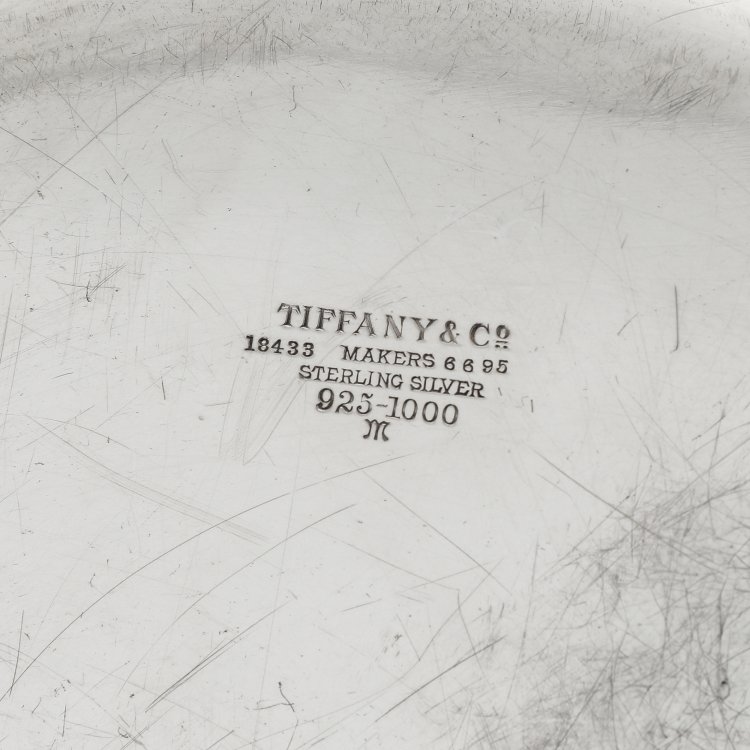 TIFFANY & Cº
18433 MAKERS 6695
STERLING SILVER
925-1000
M